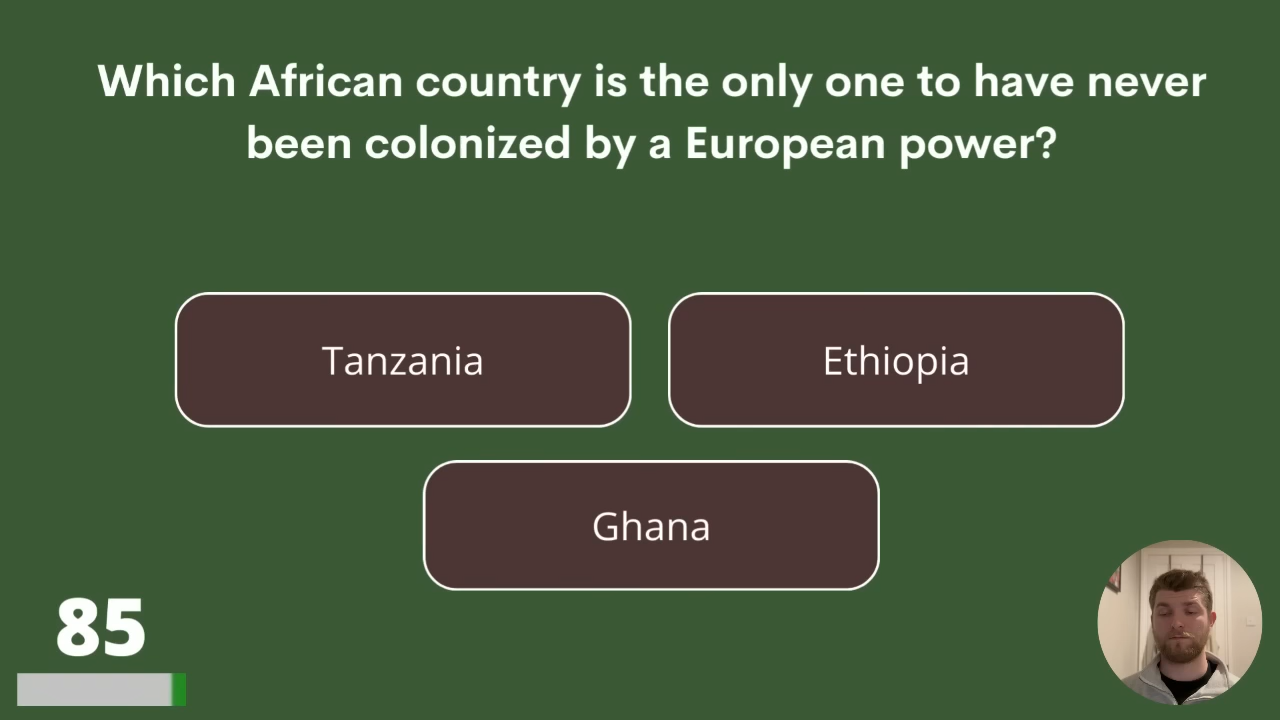 Which African country is the only one to have never
been colonized by a European power?
Tanzania
Ethiopia
Ghana
85